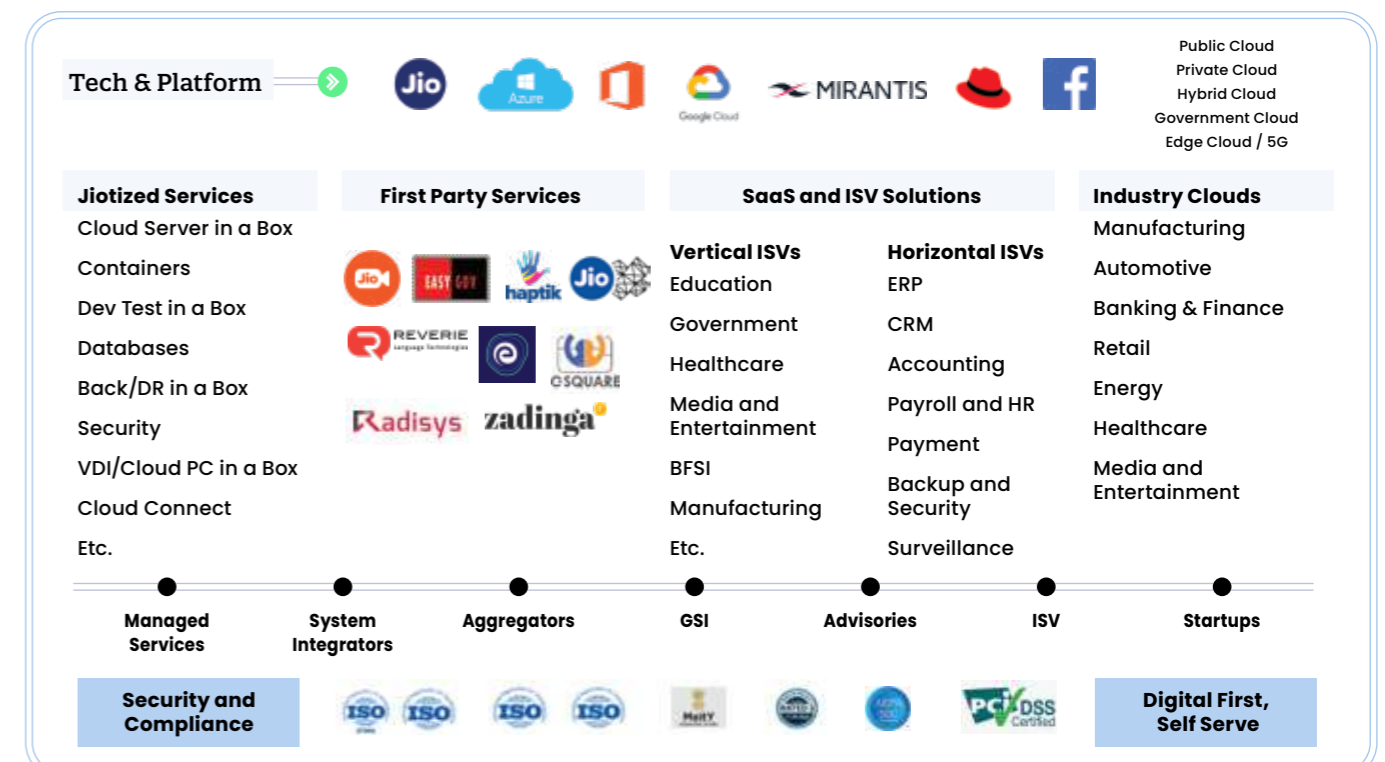 Tech & Platform
Jio
Azure
Google Cloud
MIRANTIS
Public Cloud
Private Cloud
Hybrid Cloud
Government Cloud
Edge Cloud / 5G
Jiotized Services
Cloud Server in a Box
Containers
Dev Test in a Box
Databases
Back/DR in a Box
Security
VDI/Cloud PC in a Box
Cloud Connect
Etc.
First Party Services
Jio
EASY GOV
haptik
Jio
REVERIE
Language Technologies
C-SQUARE
Radisys
zadinga
SaaS and ISV Solutions
Vertical ISVs
Education
Government
Healthcare
Media and
Entertainment
BFSI
Manufacturing
Etc.
Horizontal ISVs
ERP
CRM
Accounting
Payroll and HR
Payment
Backup and
Security
Surveillance
Industry Clouds
Manufacturing
Automotive
Banking & Finance
Retail
Energy
Healthcare
Media and
Entertainment
Managed
Services
System
Integrators
Aggregators
GSI
Advisories
ISV
Startups
Security and
Compliance
ISO
ISO
ISO
ISO
MeitY
PCI DSS
Certified
Digital First,
Self Serve